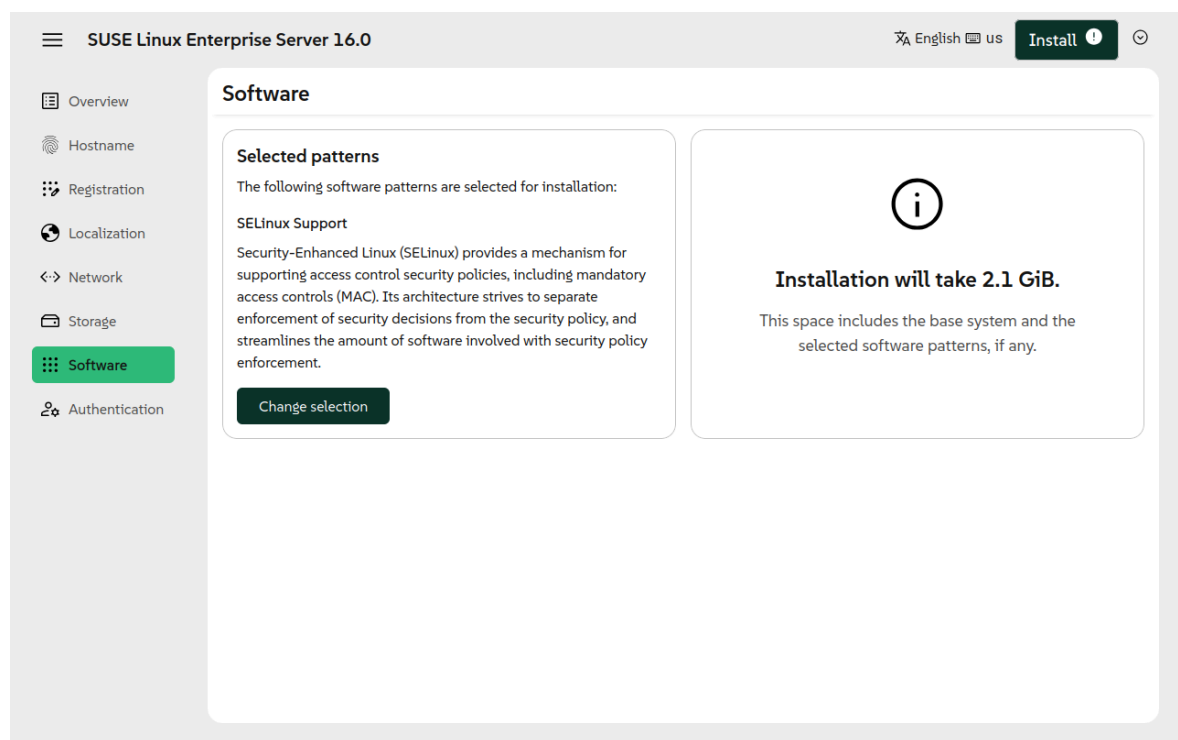 SUSE Linux Enterprise Server 16.0
English us
Install !
Overview
Hostname
Registration
Localization
Network
Storage
Software
Authentication
Software
Selected patterns
The following software patterns are selected for installation:
SELinux Support
Security-Enhanced Linux (SELinux) provides a mechanism for
supporting access control security policies, including mandatory
access controls (MAC). Its architecture strives to separate
enforcement of security decisions from the security policy, and
streamlines the amount of software involved with security policy
enforcement.
Change selection
Installation will take 2.1 GiB.
This space includes the base system and the
selected software patterns, if any.